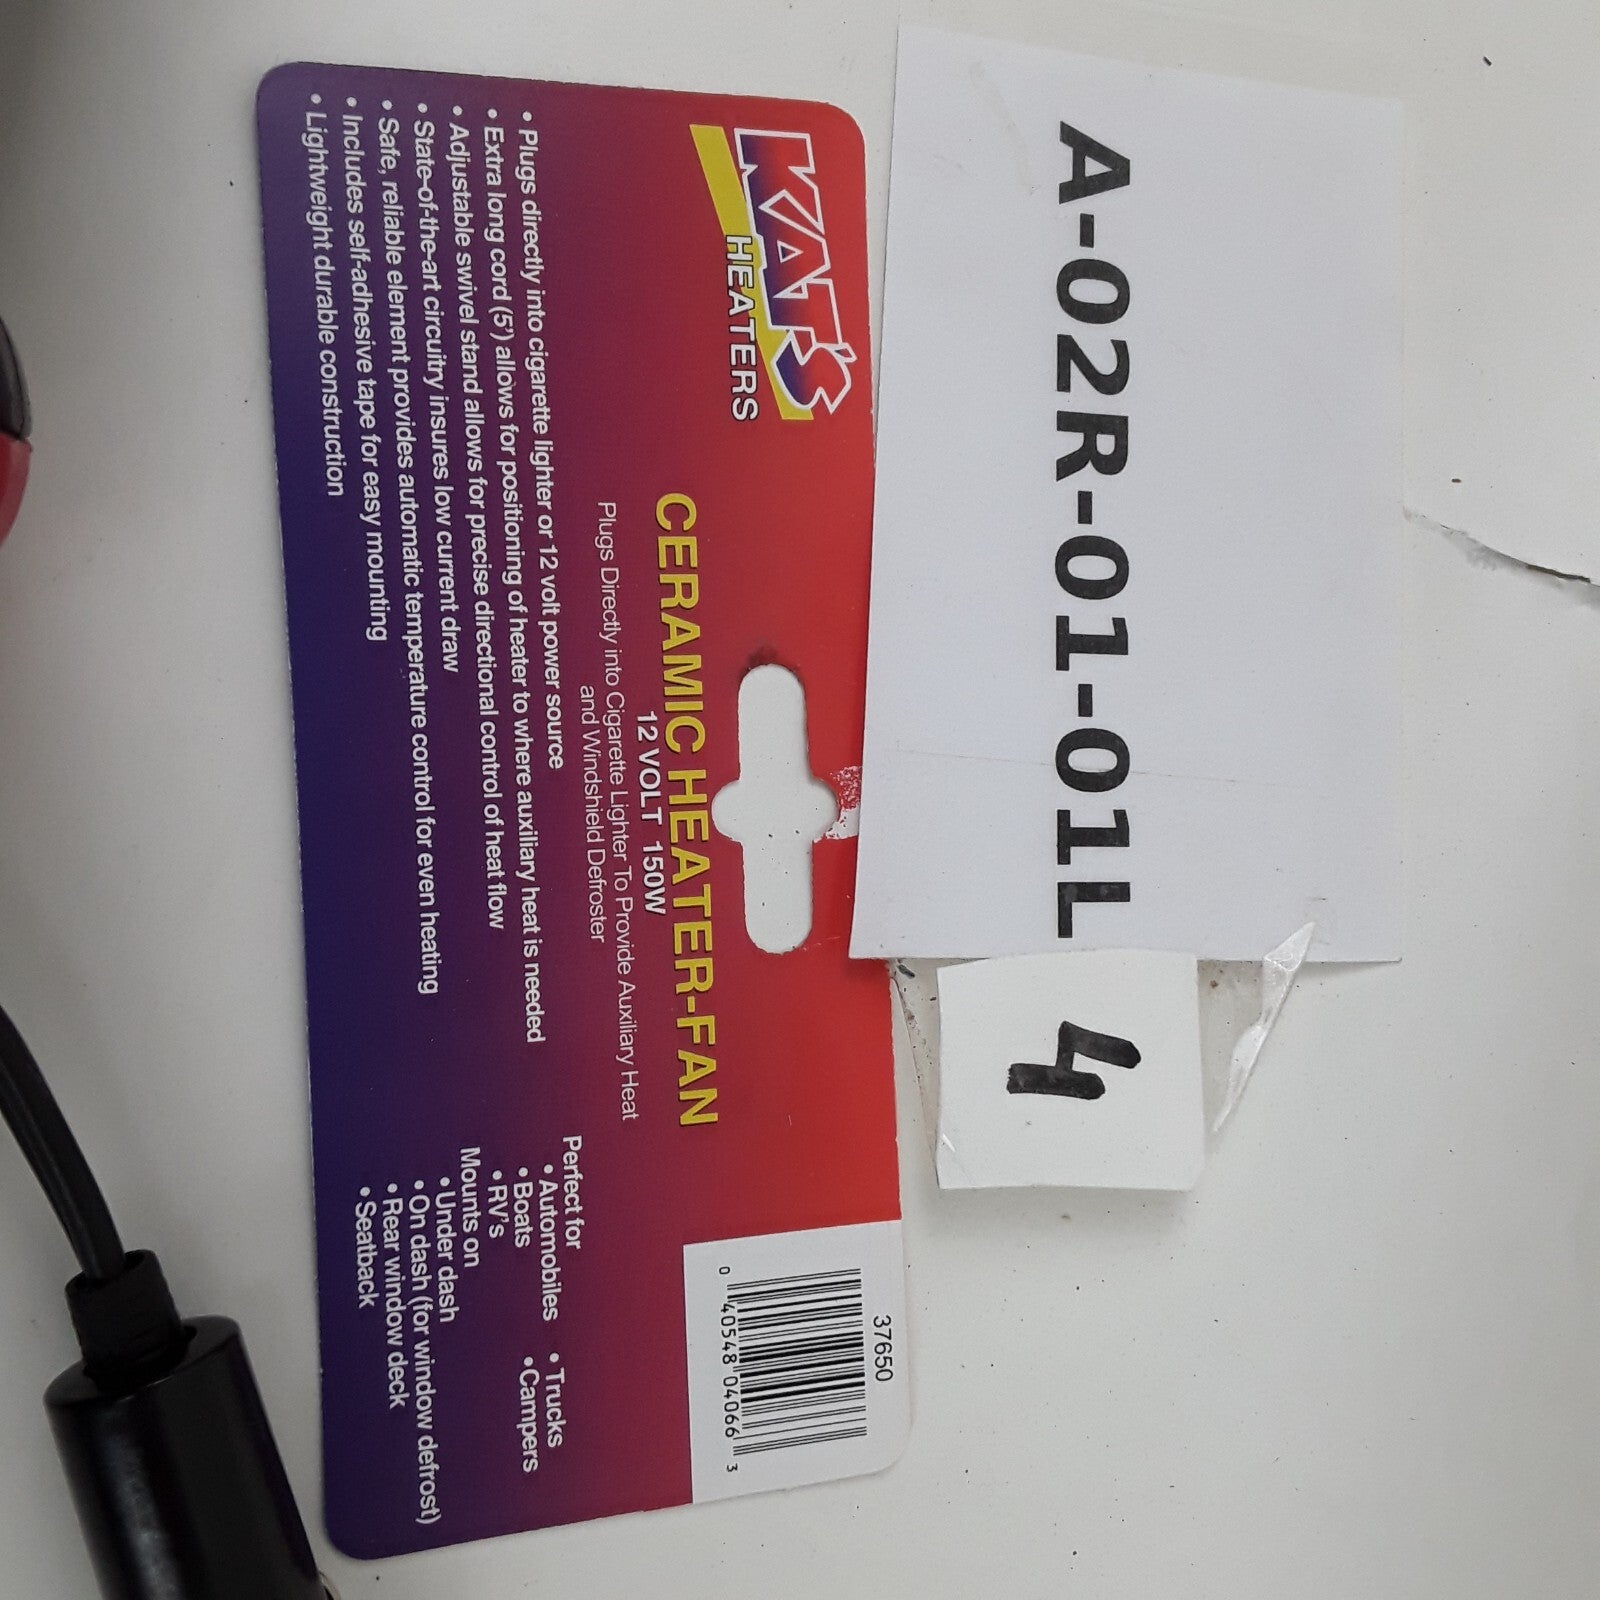 A-02R-01-01L
4
KAT'S
HEATERS
CERAMIC HEATER-FAN
12 VOLT 150W
Plugs Directly into Cigarette Lighter To Provide Auxiliary Heat
and Windshield Defroster
• Plugs directly into cigarette lighter or 12 volt power source
• Extra long cord (5') allows for positioning of heater to where auxiliary heat is needed
• Adjustable swivel stand allows for precise directional control of heat flow
• State-of-the-art circuitry insures low current draw
• Safe, reliable element provides automatic temperature control for even heating
• Includes self-adhesive tape for easy mounting
• Lightweight durable construction
Perfect for
• Automobiles • Trucks
• Boats • Campers
• RV's
Mounts on
• Under dash
• On dash (for window defrost)
• Rear window deck
• Seatback
37650
0 40548 04066 3